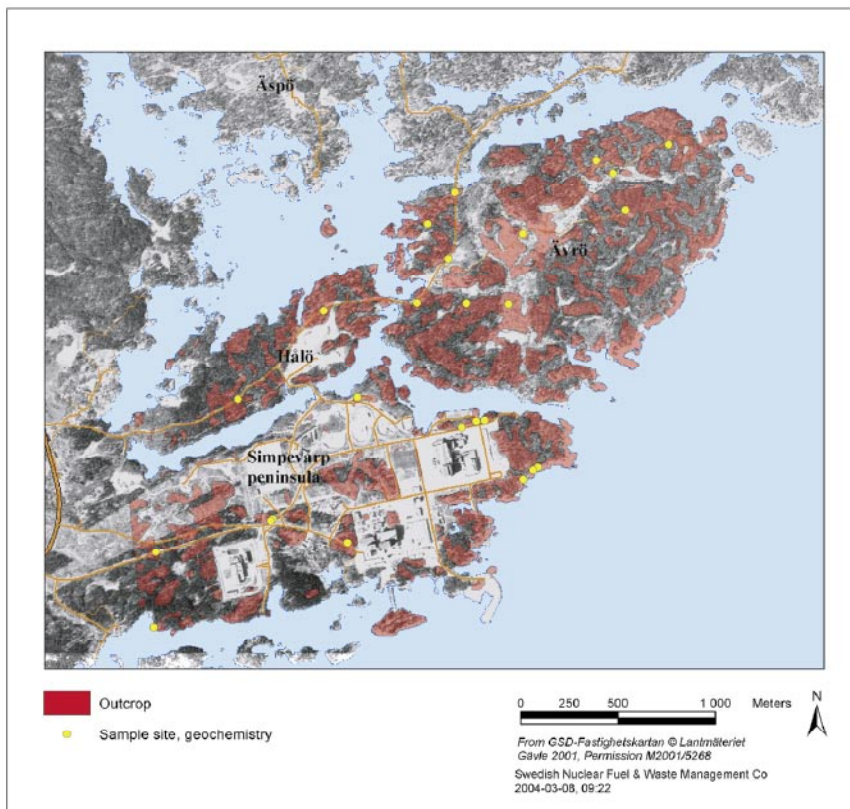 Äspö
Ävrö
Hålö
Simpevarp
peninsula
Outcrop
Sample site, geochemistry
0 250 500 1 000 Meters
N
From GSD-Fastighetskartan © Lantmäteriet
Gävle 2001, Permission M2001/5268
Swedish Nuclear Fuel & Waste Management Co
2004-03-08, 09:22